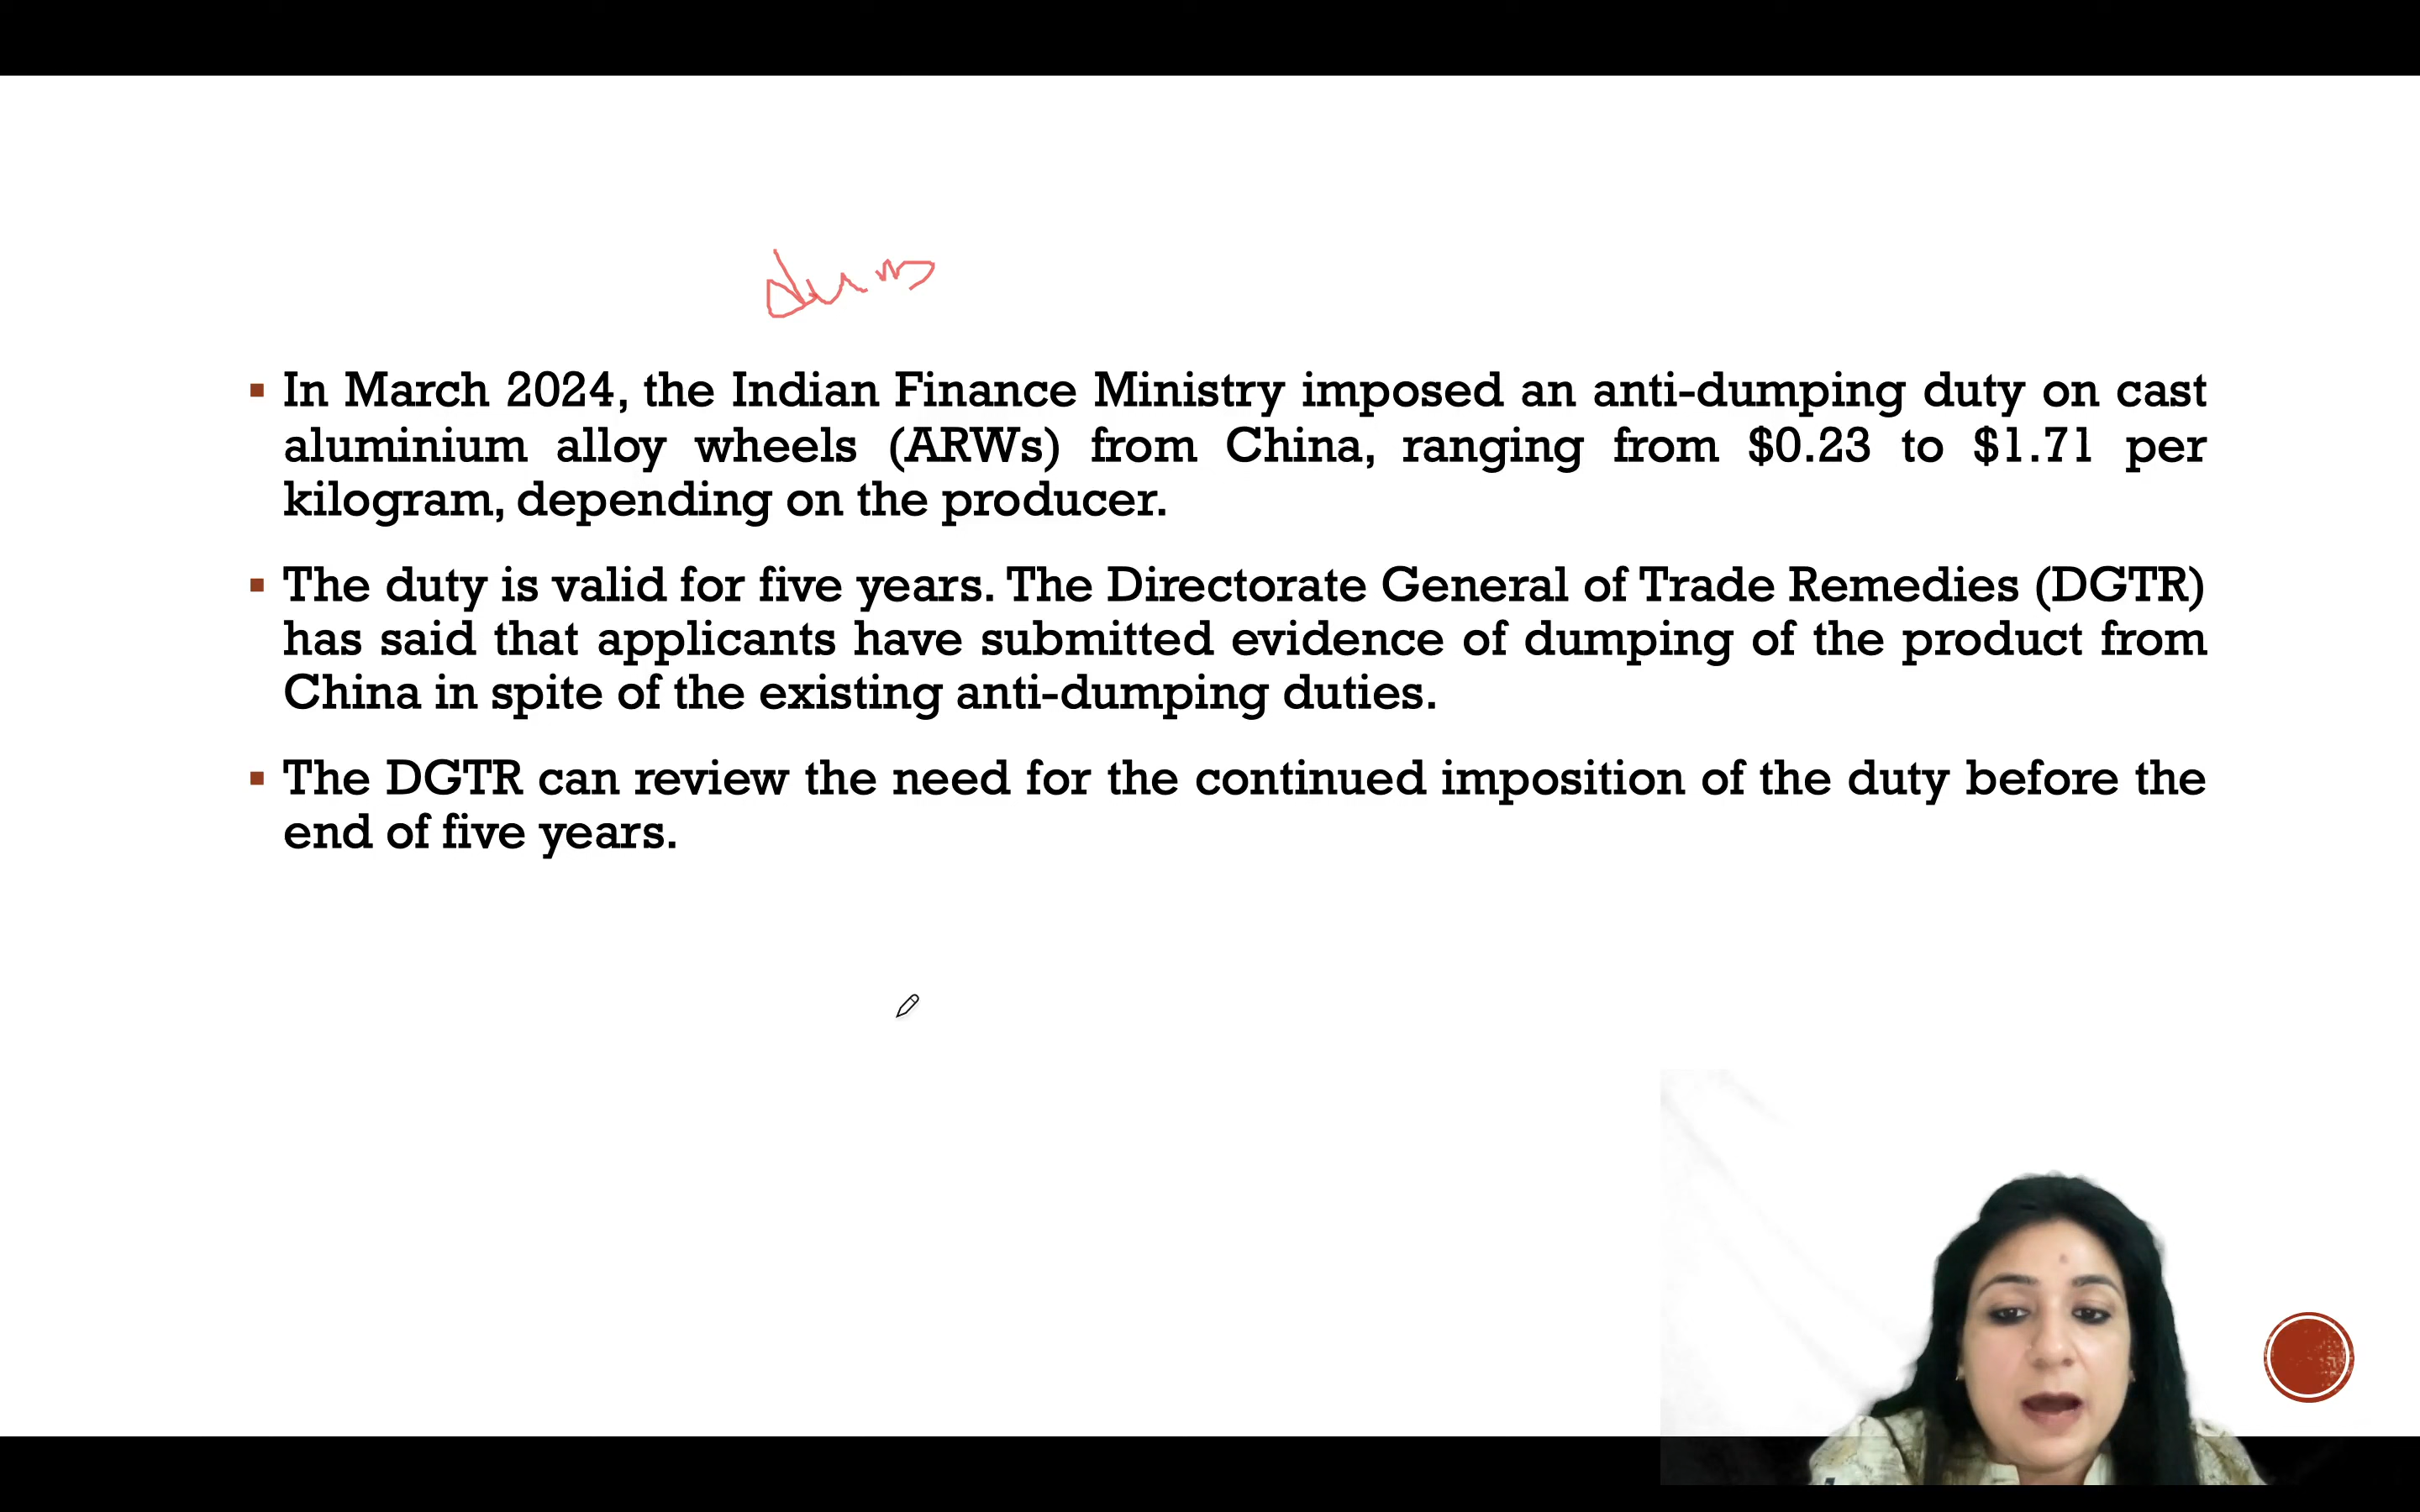 In March 2024, the Indian Finance Ministry imposed an anti-dumping duty on cast
aluminium alloy wheels (ARWs) from China, ranging from $0.23 to $1.71 per
kilogram, depending on the producer.
The duty is valid for five years. The Directorate General of Trade Remedies (DGTR)
has said that applicants have submitted evidence of dumping of the product from
China in spite of the existing anti-dumping duties.
The DGTR can review the need for the continued imposition of the duty before the
end of five years.